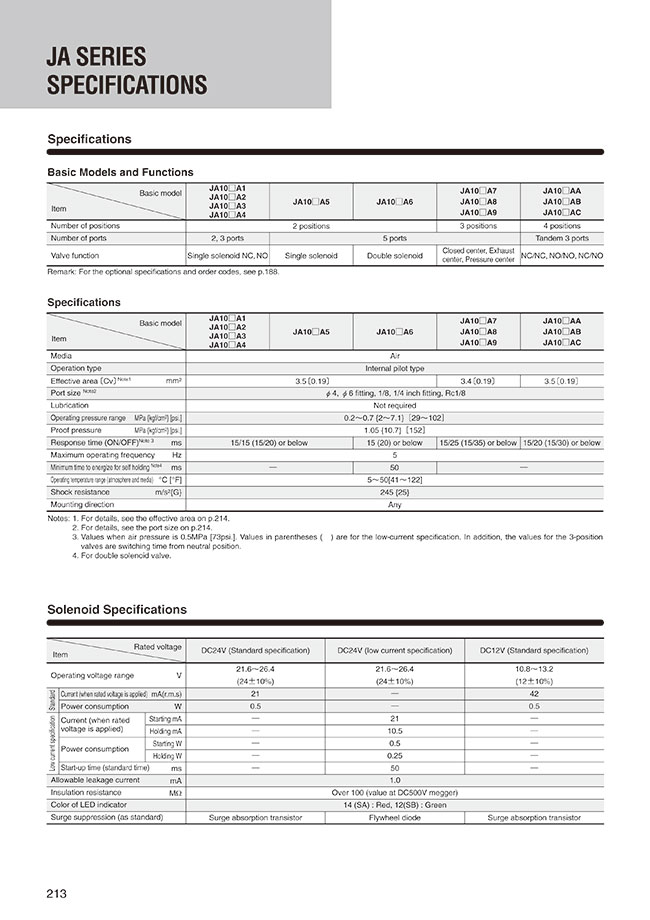 JA SERIES
SPECIFICATIONS
Specifications
Basic Models and Functions
Basic model
Item
JA10□A1
JA10□A2
JA10□A3
JA10□A4
JA10□A5
JA10□A6
JA10□A7
JA10□A8
JA10□A9
JA10□AA
JA10□AB
JA10□AC
Number of positions 2 positions 3 positions 4 positions
Number of ports 2, 3 ports 5 ports Tandem 3 ports
Valve function Single solenoid NC, NO Single solenoid Double solenoid Closed center, Exhaust center, Pressure center NC/NC, NO/NO, NC/NO
Remark: For the optional specifications and order codes, see p.188.
Specifications
Basic model
Item
JA10□A1
JA10□A2
JA10□A3
JA10□A4
JA10□A5
JA10□A6
JA10□A7
JA10□A8
JA10□A9
JA10□AA
JA10□AB
JA10□AC
Media Air
Operation type Internal pilot type
Effective area〔Cv〕Note1 mm² 3.5〔0.19〕 3.4〔0.19〕 3.5〔0.19〕
Port size Note2 φ4, φ6 fitting, 1/8, 1/4 inch fitting, Rc1/8
Lubrication Not required
Operating pressure range MPa {kgf/cm²} [psi.] 0.2～0.7 {2～7.1} [29～102]
Proof pressure MPa {kgf/cm²} [psi.] 1.05 {10.7} [152]
Response time (ON/OFF)Note 3 ms 15/15 (15/20) or below 15 (20) or below 15/25 (15/35) or below 15/20 (15/30) or below
Maximum operating frequency Hz 5
Minimum time to energize for self holding Note4 ms — 50 —
Operating temperature range (atmosphere and media) °C [°F] 5～50[41～122]
Shock resistance m/s²{G} 245 {25}
Mounting direction Any
Notes: 1. For details, see the effective area on p.214.
2. For details, see the port size on p.214.
3. Values when air pressure is 0.5MPa [73psi.]. Values in parentheses ( ) are for the low-current specification. In addition, the values for the 3-position
valves are switching time from neutral position.
4. For double solenoid valve.
Solenoid Specifications
Rated voltage
Item
DC24V (Standard specification) DC24V (low current specification) DC12V (Standard specification)
Operating voltage range V 21.6～26.4 (24±10%) 21.6～26.4 (24±10%) 10.8～13.2 (12±10%)
Standard
Current (when rated voltage is applied) mA(r.m.s) 21 — 42
Power consumption W 0.5 — 0.5
Low current specification
Current (when rated voltage is applied) Starting mA — 21 —
Holding mA — 10.5 —
Power consumption Starting W — 0.5 —
Holding W — 0.25 —
Start-up time (standard time) ms — 50 —
Allowable leakage current mA 1.0
Insulation resistance MΩ Over 100 (value at DC500V megger)
Color of LED indicator 14 (SA) : Red, 12(SB) : Green
Surge suppression (as standard) Surge absorption transistor Flywheel diode Surge absorption transistor
213